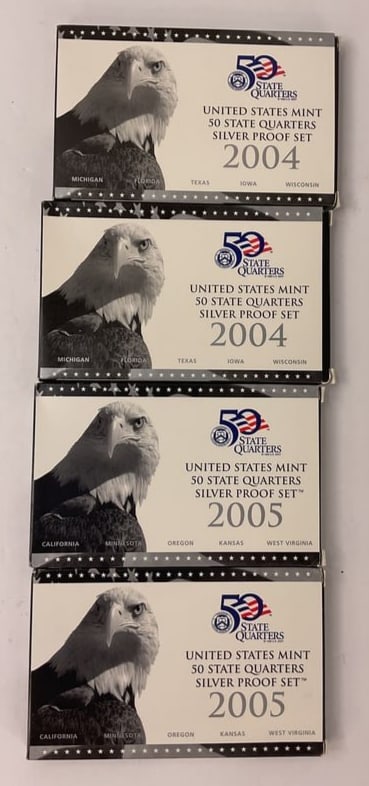 50
STATE
QUARTERS
UNITED STATES MINT
50 STATE QUARTERS
SILVER PROOF SET
2004
MICHIGAN FLORIDA TEXAS IOWA WISCONSIN
50
STATE
QUARTERS
UNITED STATES MINT
50 STATE QUARTERS
SILVER PROOF SET
2004
MICHIGAN FLORIDA TEXAS IOWA WISCONSIN
50
STATE
QUARTERS
UNITED STATES MINT
50 STATE QUARTERS
SILVER PROOF SET™
2005
CALIFORNIA MINNESOTA OREGON KANSAS WEST VIRGINIA
50
STATE
QUARTERS
UNITED STATES MINT
50 STATE QUARTERS
SILVER PROOF SET™
2005
CALIFORNIA MINNESOTA OREGON KANSAS WEST VIRGINIA